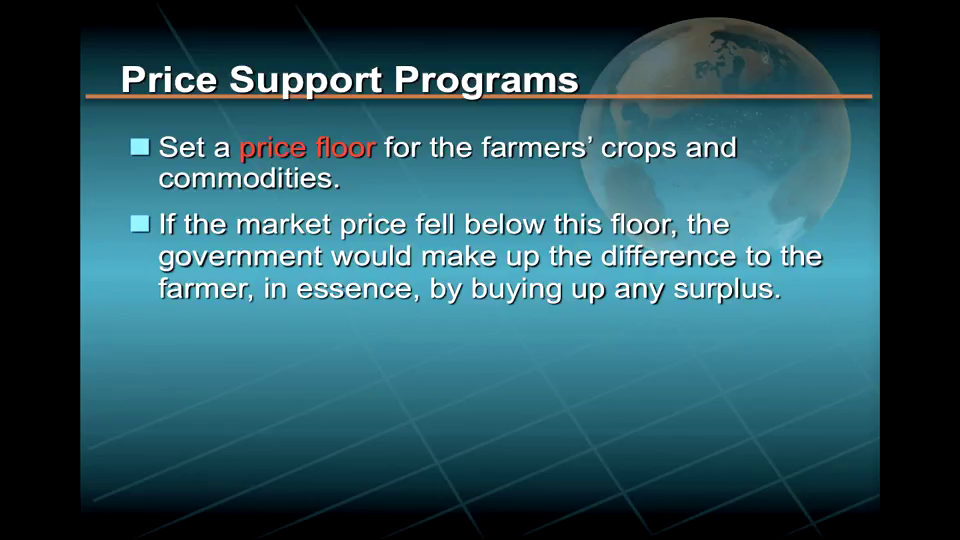 Price Support Programs
Set a price floor for the farmers’ crops and
commodities.
If the market price fell below this floor, the
government would make up the difference to the
farmer, in essence, by buying up any surplus.